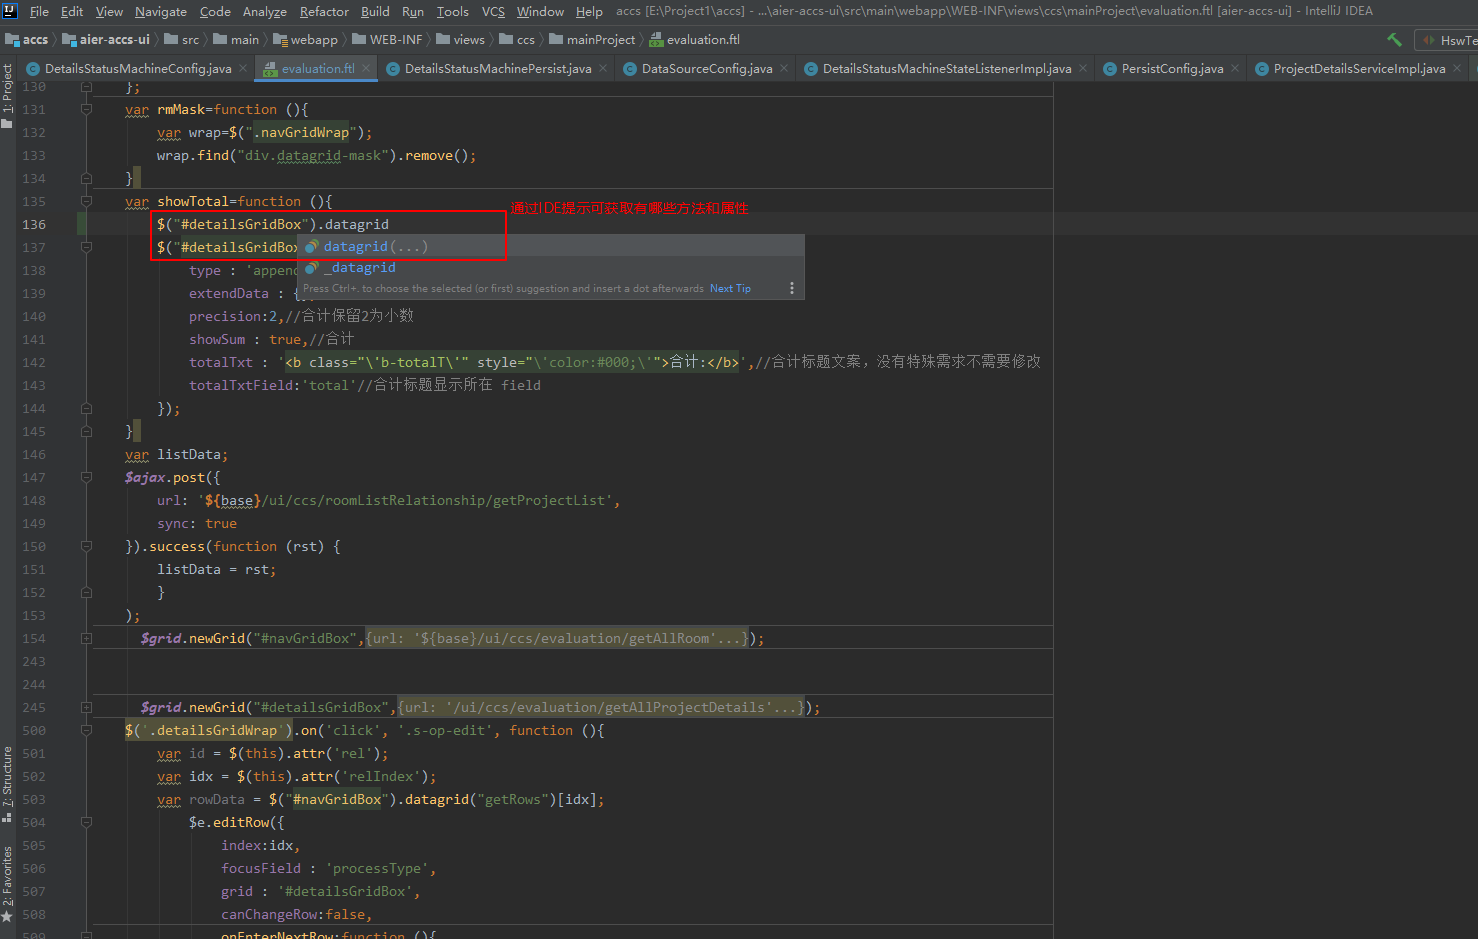 File Edit View Navigate Code Analyze Refactor Build Run Tools VCS Window Help accs [E:\Project1\accs] - ...\aier-accs-ui\src\main\webapp\WEB-INF\views\ccs\mainProject\evaluation.ftl [aier-accs-ui] - IntelliJ IDEA
accs aier-accs-ui src main webapp WEB-INF views ccs mainProject evaluation.ftl HswTe
DetailsStatusMachineConfig.java evaluation.ftl DetailsStatusMachinePersist.java DataSourceConfig.java DetailsStatusMachineStateListenerImpl.java PersistConfig.java ProjectDetailsServiceImpl.java
1: Project
7: Structure
2: Favorites
130 };
131 var rmMask=function (){
132 var wrap=$(".navGridWrap");
133 wrap.find("div.datagrid-mask").remove();
134 }
135 var showTotal=function (){
通过IDE提示可获取有哪些方法和属性
136 $("#detailsGridBox").datagrid
137 $("#detailsGridBox
datagrid(...)
138 type : 'append
_datagrid
139 extendData : {
Press Ctrl+. to choose the selected (or first) suggestion and insert a dot afterwards Next Tip
140 precision:2,//合计保留2为小数
141 showSum : true,//合计
142 totalTxt : '<b class="\'b-totalT\'" style="\'color:#000;\'">合计:</b>',//合计标题文案，没有特殊需求不需要修改
143 totalTxtField:'total'//合计标题显示所在 field
144 });
145 }
146 var listData;
147 $ajax.post({
148 url: '${base}/ui/ccs/roomListRelationship/getProjectList',
149 sync: true
150 }).success(function (rst) {
151 listData = rst;
152 }
153 );
154 $grid.newGrid("#navGridBox",{url: '${base}/ui/ccs/evaluation/getAllRoom'...});
243
244
245 $grid.newGrid("#detailsGridBox",{url: '/ui/ccs/evaluation/getAllProjectDetails'...});
500 $('.detailsGridWrap').on('click', '.s-op-edit', function (){
501 var id = $(this).attr('rel');
502 var idx = $(this).attr('relIndex');
503 var rowData = $("#navGridBox").datagrid("getRows")[idx];
504 $e.editRow({
505 index:idx,
506 focusField : 'processType',
507 grid : '#detailsGridBox',
508 canChangeRow:false,
509 onEnterNextRow:function (){